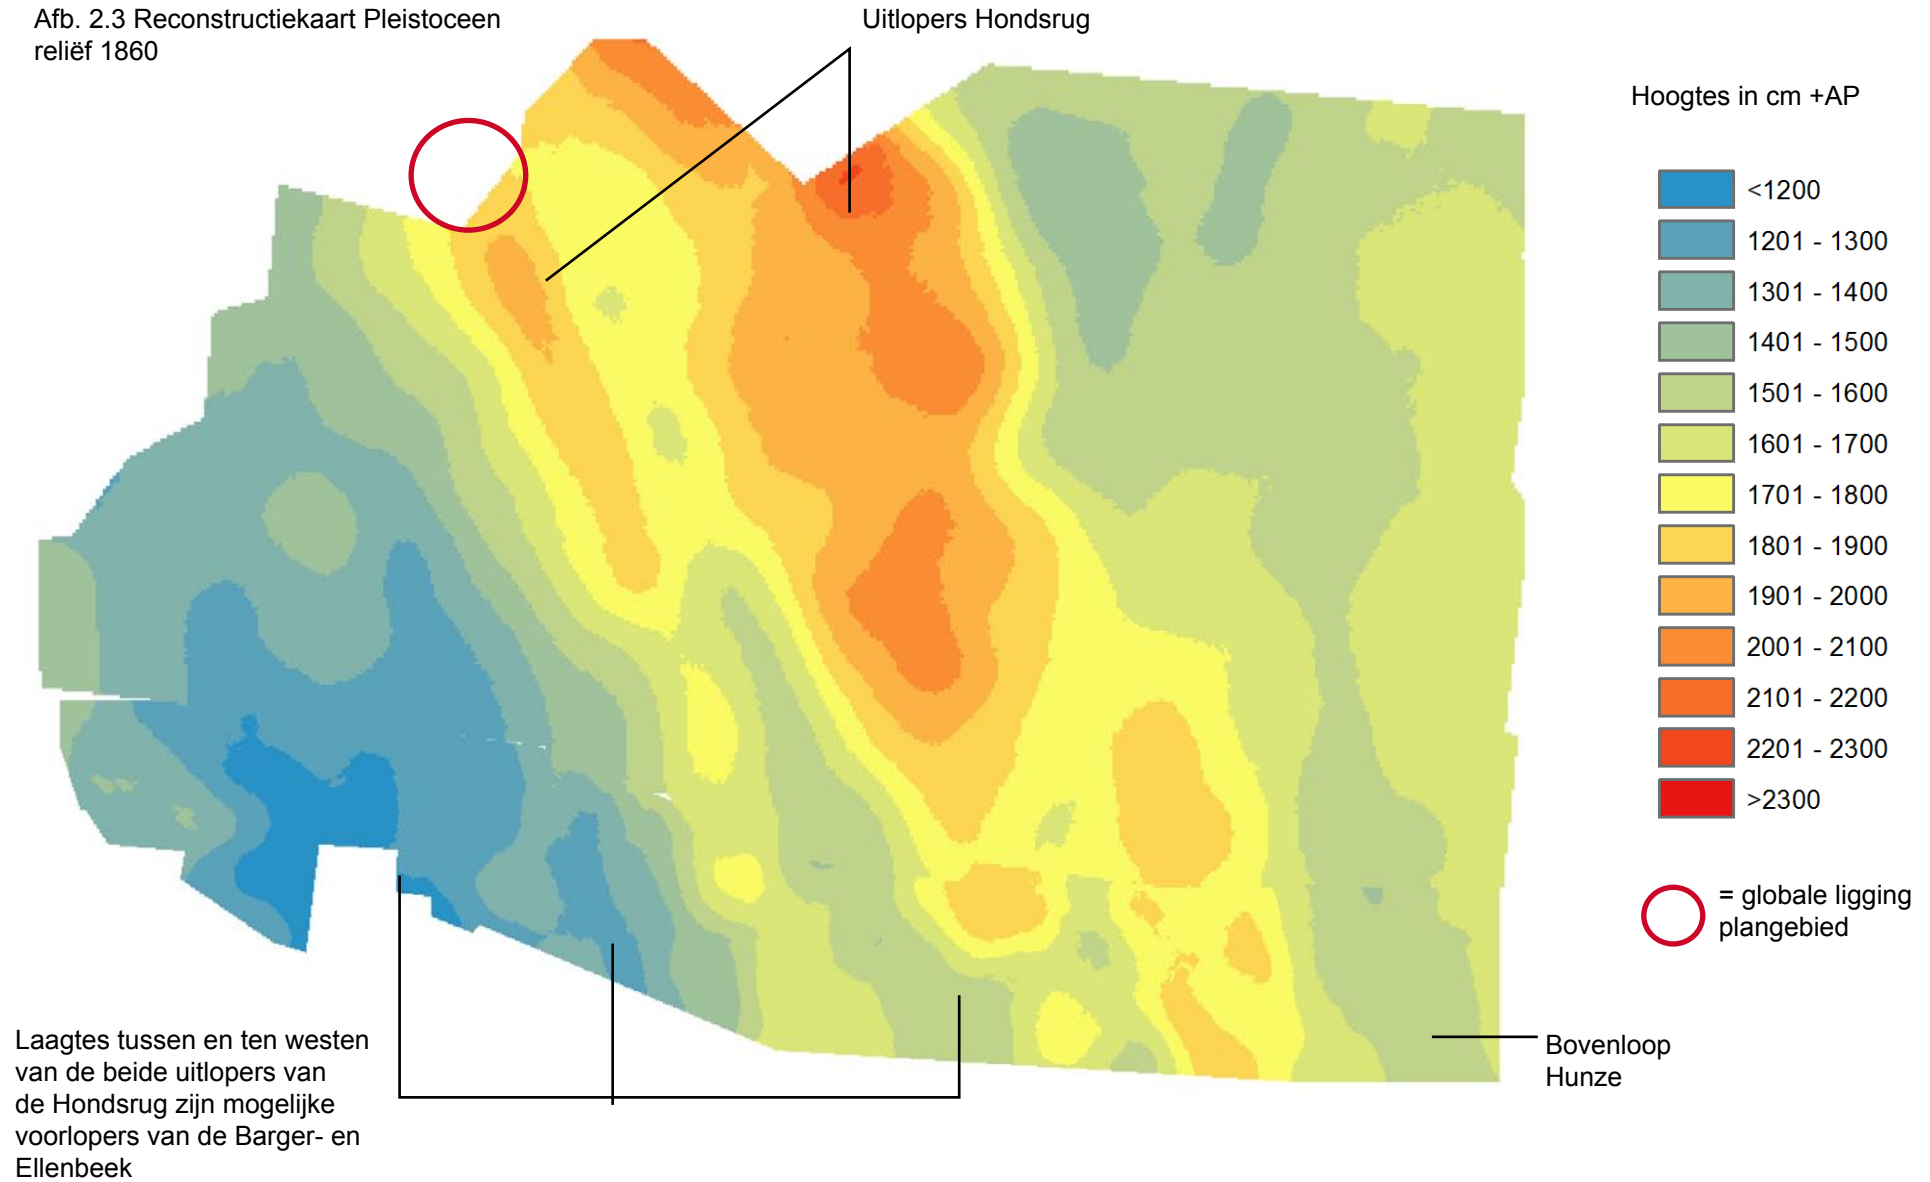 Afb. 2.3 Reconstructiekaart Pleistoceen
reliëf 1860
Uitlopers Hondsrug
Hoogtes in cm +AP
<1200
1201 - 1300
1301 - 1400
1401 - 1500
1501 - 1600
1601 - 1700
1701 - 1800
1801 - 1900
1901 - 2000
2001 - 2100
2101 - 2200
2201 - 2300
>2300
= globale ligging
plangebied
Laagtes tussen en ten westen
van de beide uitlopers van
de Hondsrug zijn mogelijke
voorlopers van de Barger- en
Ellenbeek
Bovenloop
Hunze